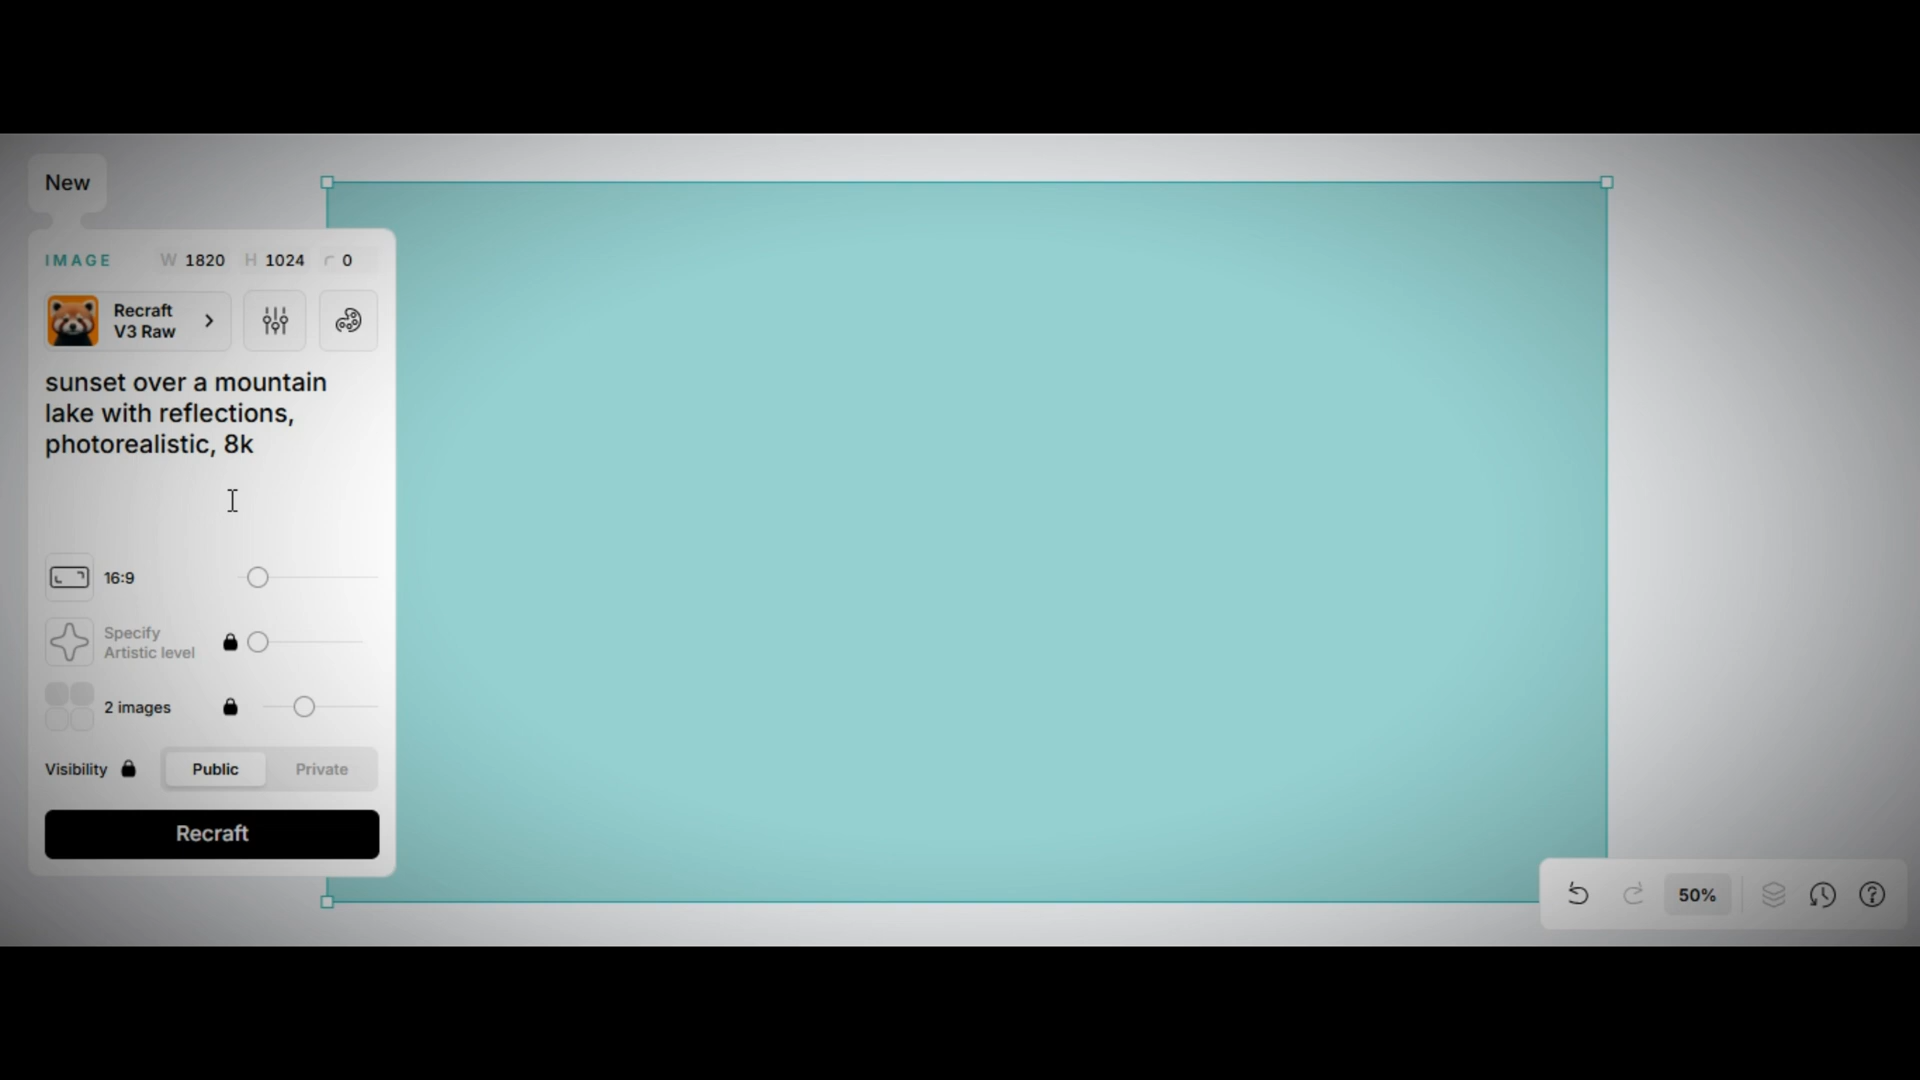 New
IMAGE W 1820 H 1024 r 0
Recraft
V3 Raw
sunset over a mountain
lake with reflections,
photorealistic, 8k
16:9
Specify
Artistic level
2 images
Visibility Public Private
Recraft
50%